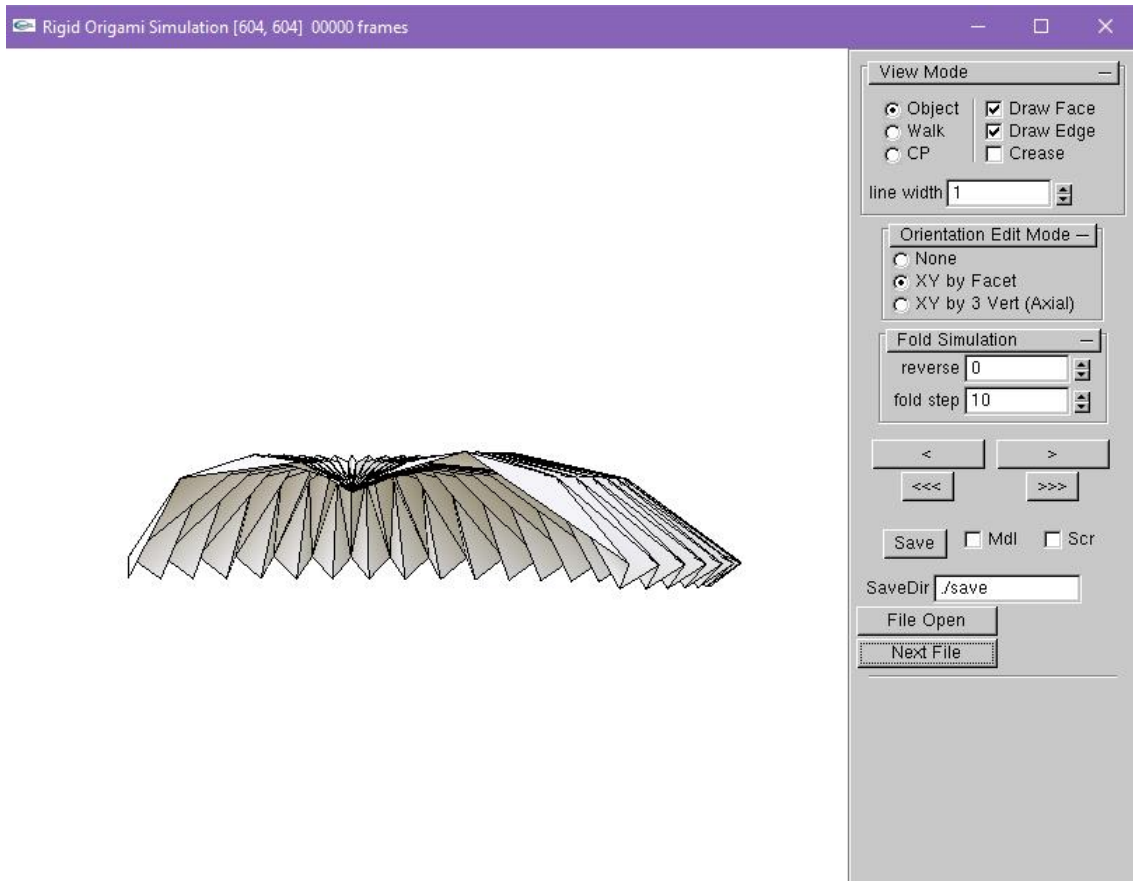 Rigid Origami Simulation [604, 604] 00000 frames
View Mode
Object
Draw Face
Walk
Draw Edge
CP
Crease
line width 1
Orientation Edit Mode
None
XY by Facet
XY by 3 Vert (Axial)
Fold Simulation
reverse 0
fold step 10
< >
<<< >>>
Save Mdl Scr
SaveDir ./save
File Open
Next File